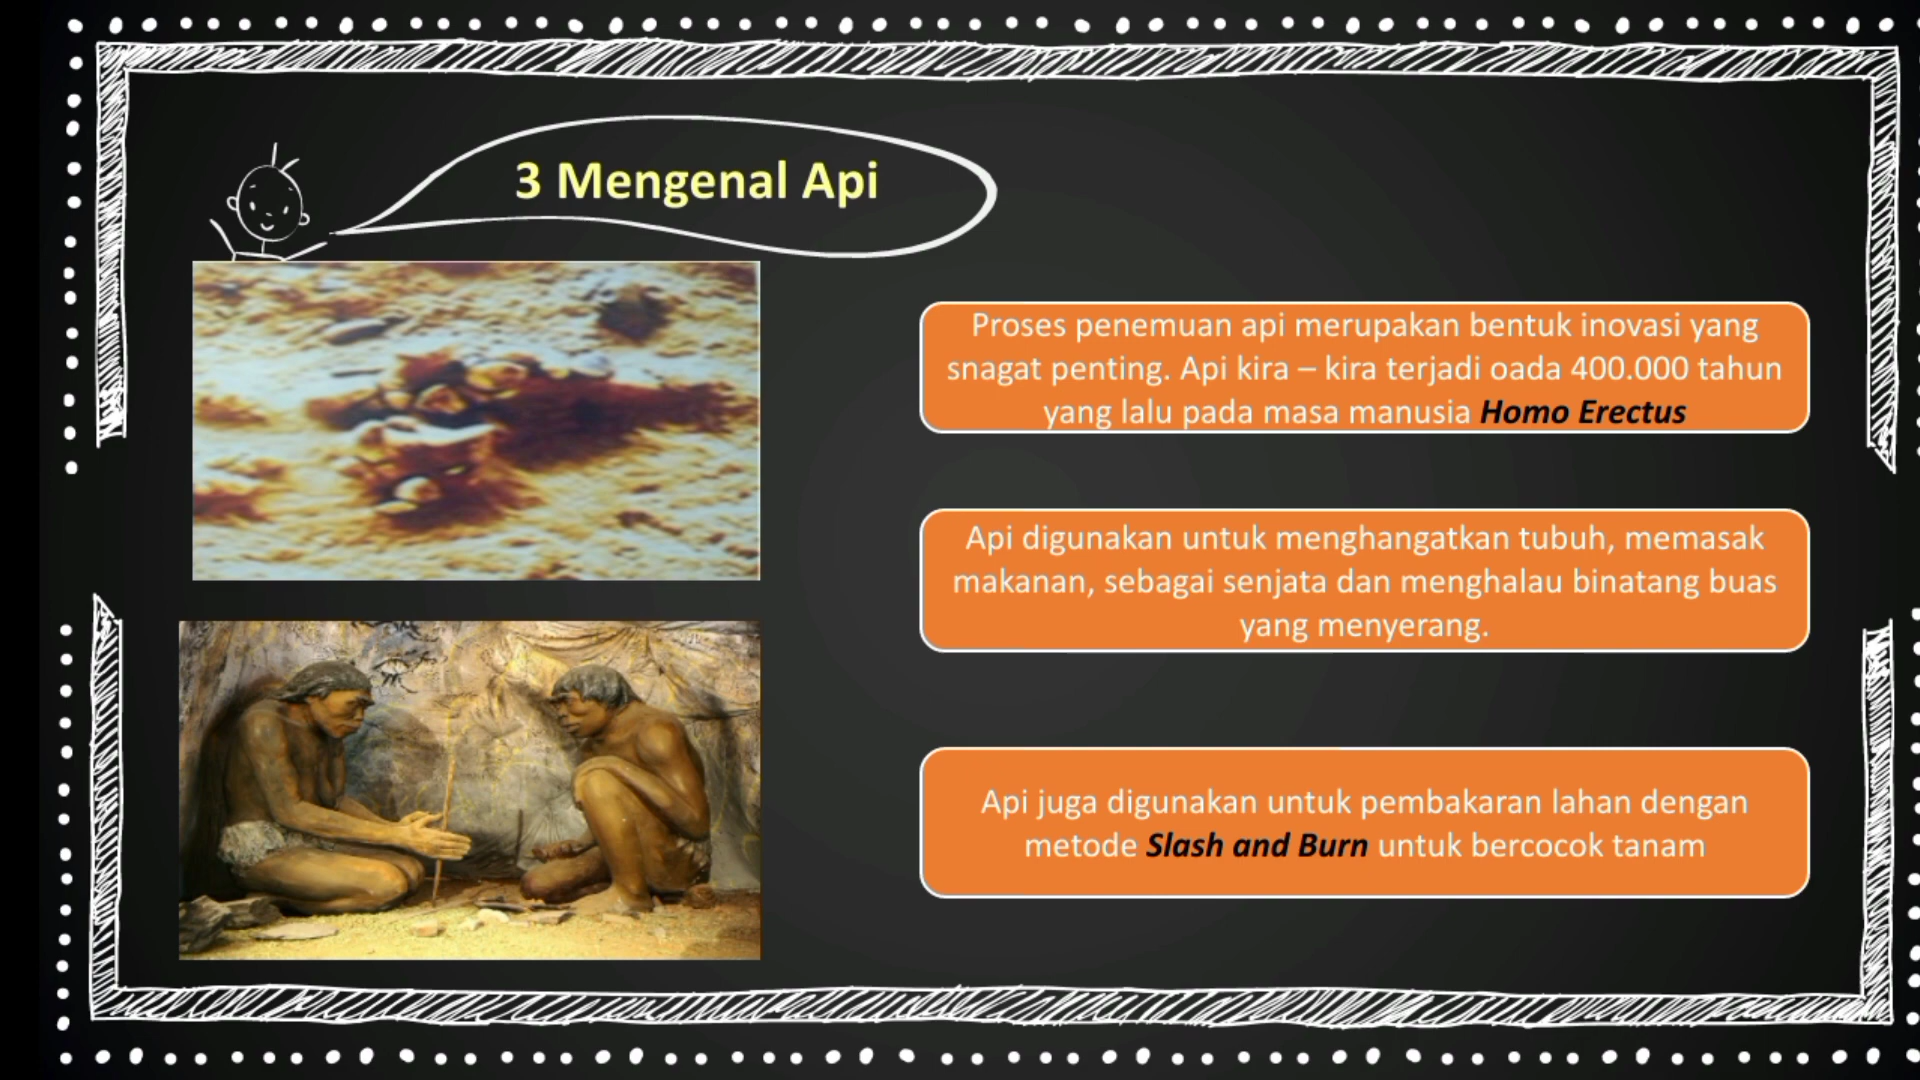 3 Mengenal Api
Proses penemuan api merupakan bentuk inovasi yang
snagat penting. Api kira – kira terjadi oada 400.000 tahun
yang lalu pada masa manusia Homo Erectus
Api digunakan untuk menghangatkan tubuh, memasak
makanan, sebagai senjata dan menghalau binatang buas
yang menyerang.
Api juga digunakan untuk pembakaran lahan dengan
metode Slash and Burn untuk bercocok tanam